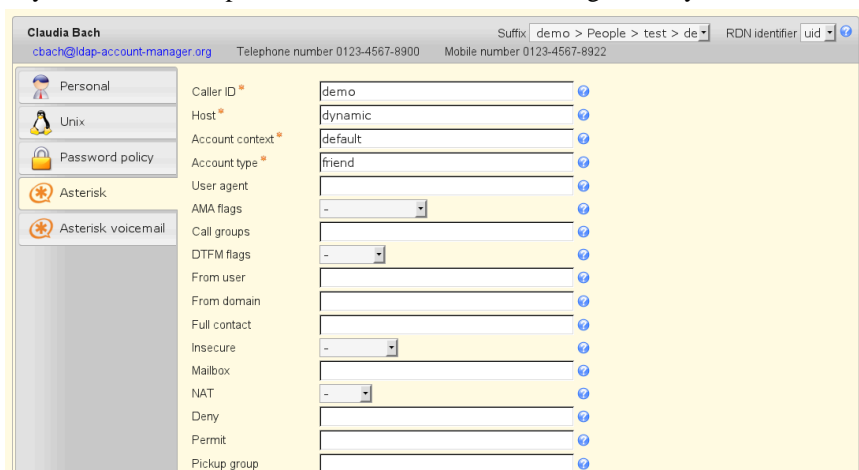 Claudia Bach Suffix demo > People > test > de RDN identifier uid
cbach@ldap-account-manager.org Telephone number 0123-4567-8900 Mobile number 0123-4567-8922
Personal
Unix
Password policy
Asterisk
Asterisk voicemail
Caller ID * demo
Host * dynamic
Account context * default
Account type * friend
User agent
AMA flags -
Call groups
DTFM flags -
From user
From domain
Full contact
Insecure -
Mailbox
NAT -
Deny
Permit
Pickup group